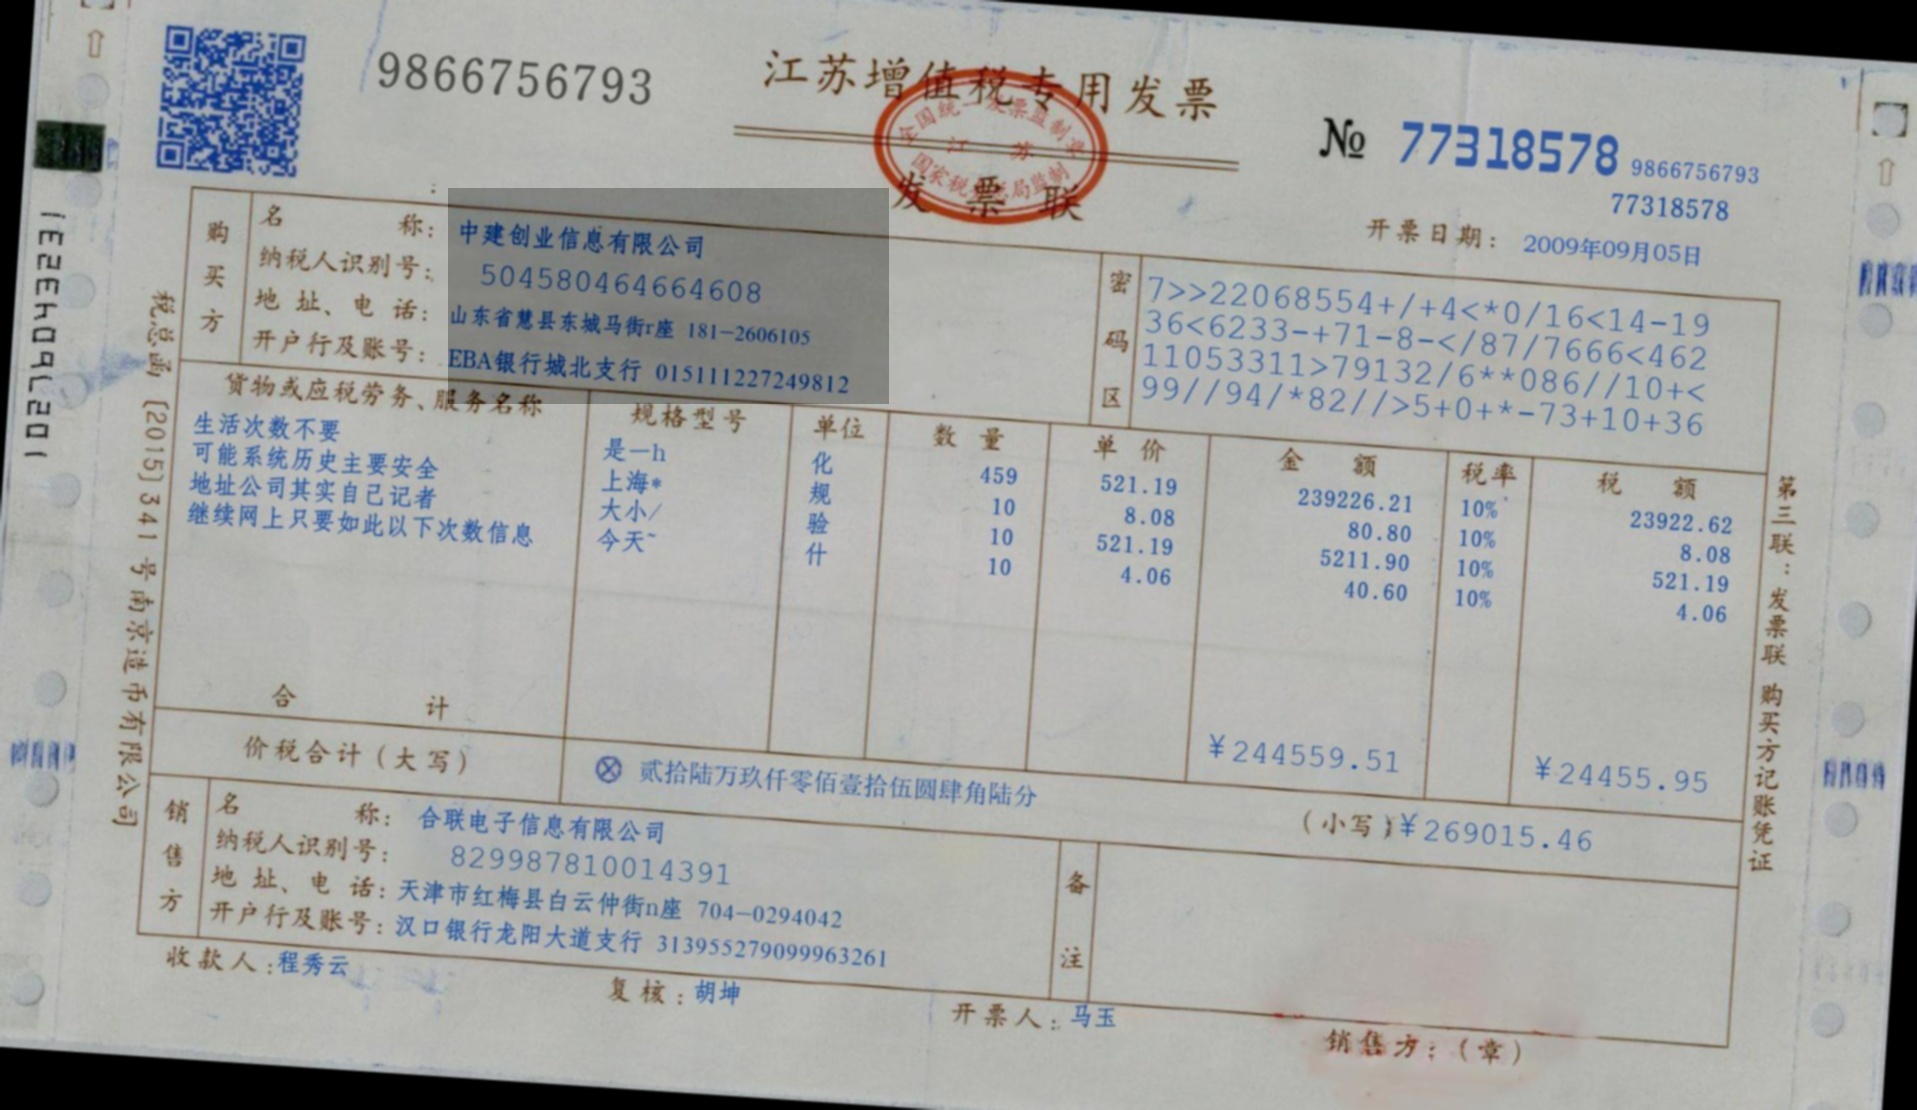 9866756793
江苏增值税专用发票
全国统一发票监制章
江苏
国家税务总局监制
发票联
№ 77318578 9866756793
77318578
开票日期: 2009年09月05日
购买方
名称: 中建创业信息有限公司
纳税人识别号: 504580464664608
地址、电话: 山东省慧县东城马街r座 181-2606105
开户行及账号: EBA银行城北支行 015111227249812
密码区
7>>22068554+/+4<*0/16<14-19
36<6233-+71-8-</87/7666<462
11053311>79132/6**086//10+<
99//94/*82//>5+0+*-73+10+36
货物或应税劳务、服务名称 规格型号 单位 数量 单价 金额 税率 税额
生活次数不要 是一h 化 459 521.19 239226.21 10% 23922.62
可能系统历史主要安全 上海* 规 10 8.08 80.80 10% 8.08
地址公司其实自己记者 大小/ 验 10 521.19 5211.90 10% 521.19
继续网上只要如此以下次数信息 今天~ 什 10 4.06 40.60 10% 4.06
合计 ¥244559.51 ¥24455.95
价税合计(大写) ⊗ 贰拾陆万玖仟零佰壹拾伍圆肆角陆分 (小写)¥269015.46
销售方
名称: 合联电子信息有限公司
纳税人识别号: 829987810014391
地址、电话: 天津市红梅县白云仲街n座 704-0294042
开户行及账号: 汉口银行龙阳大道支行 3139552790999​63261
备注
收款人:程秀云 复核:胡坤 开票人:马玉 销售方:(章)
税总函[2015]341号南京造币有限公司
第三联:发票联 购买方记账凭证